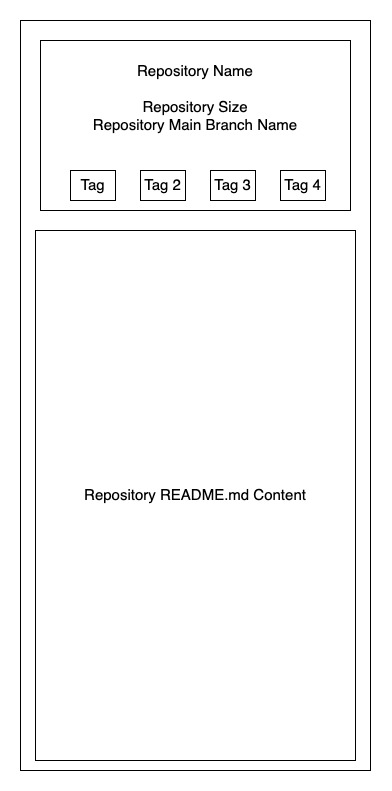 Repository Name
Repository Size
Repository Main Branch Name
Tag
Tag 2
Tag 3
Tag 4
Repository README.md Content